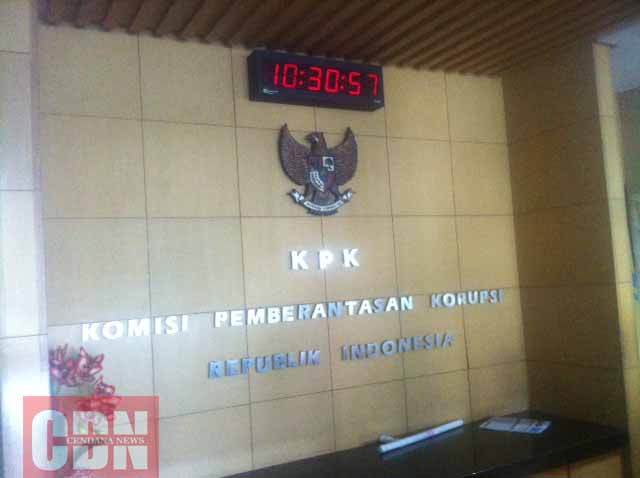 10:30:57
KPK
KOMISI PEMBERANTASAN KORUPSI
REPUBLIK INDONESIA
CDN
CENDANA NEWS